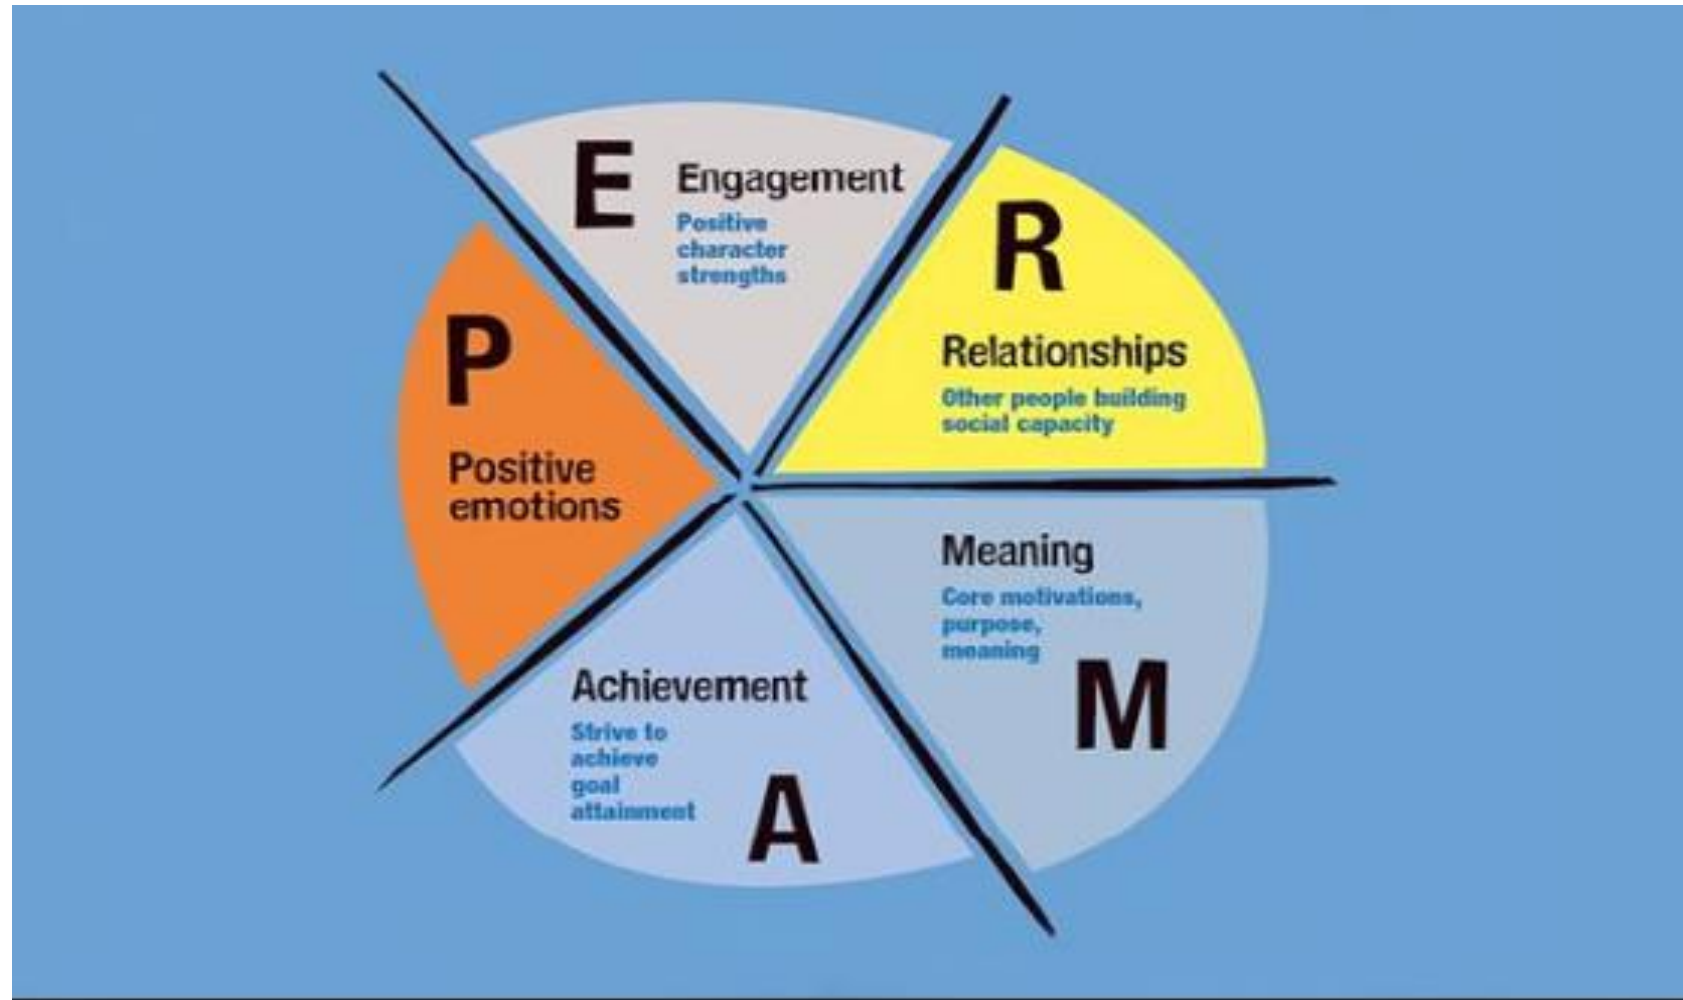 P
Positive
emotions
E
Engagement
Positive
character
strengths
R
Relationships
Other people building
social capacity
Meaning
Core motivations,
purpose,
meaning
M
Achievement
Strive to
achieve
goal
attainment
A